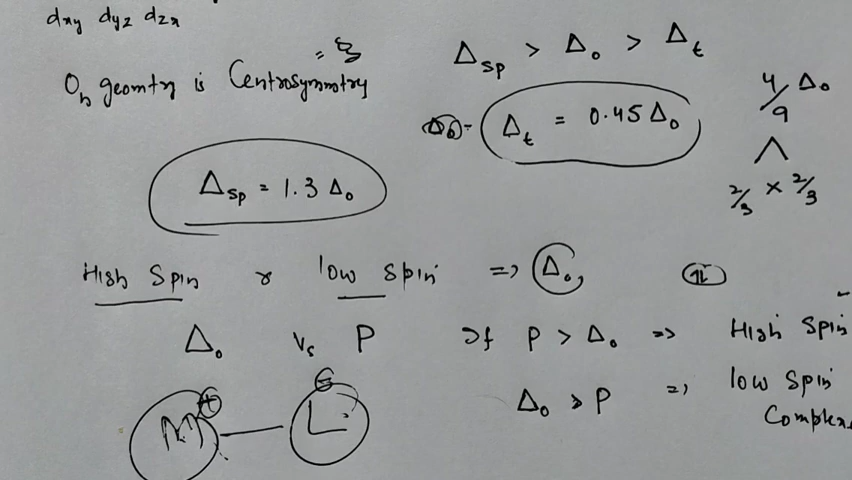 dxy dyz dzx
Δsp > Δo > Δt
Oh geomtry is Centrosymmotry
4/9 Δo
Δt = 0.45 Δo
2/3 × 2/3
Δsp = 1.3 Δo
High Spin or low Spin => Δo,
Δo Vs P If P > Δo => High Spin
Δo > P => low Spin
Complexe
M+ — L